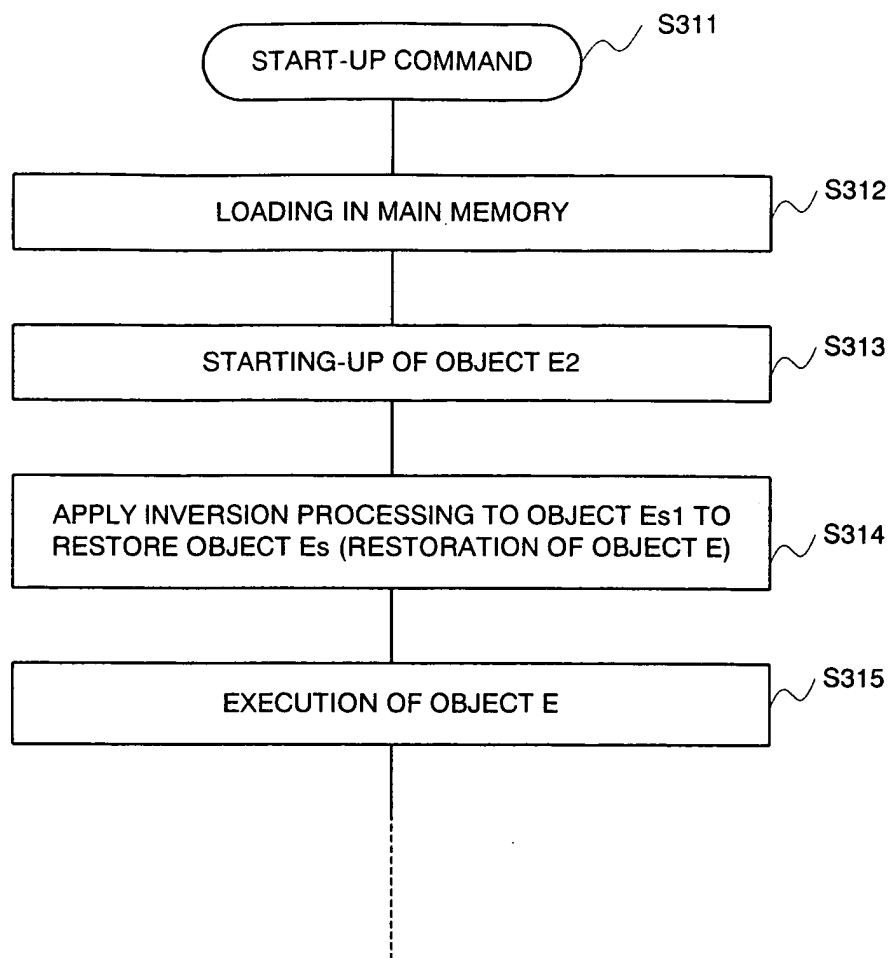 S311
START-UP COMMAND
S312
LOADING IN MAIN MEMORY
S313
STARTING-UP OF OBJECT E2
APPLY INVERSION PROCESSING TO OBJECT Es1 TO
RESTORE OBJECT Es (RESTORATION OF OBJECT E)
S314
S315
EXECUTION OF OBJECT E